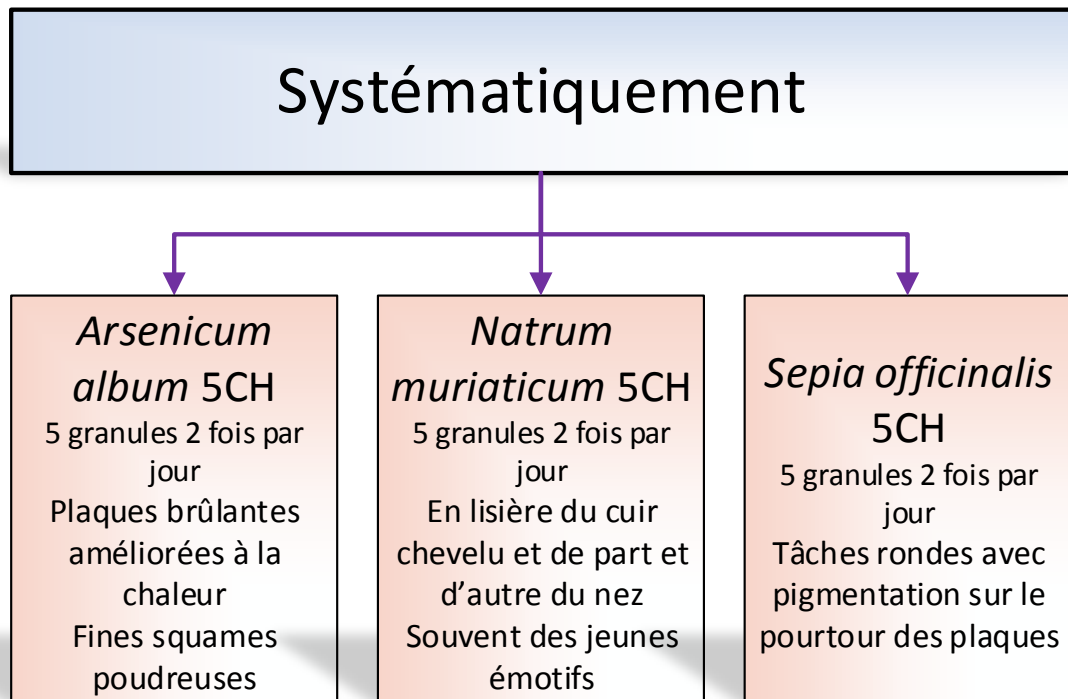 Systématiquement
Arsenicum
album 5CH
5 granules 2 fois par
jour
Plaques brûlantes
améliorées à la
chaleur
Fines squames
poudreuses
Natrum
muriaticum 5CH
5 granules 2 fois par
jour
En lisière du cuir
chevelu et de part et
d’autre du nez
Souvent des jeunes
émotifs
Sepia officinalis
5CH
5 granules 2 fois par
jour
Tâches rondes avec
pigmentation sur le
pourtour des plaques